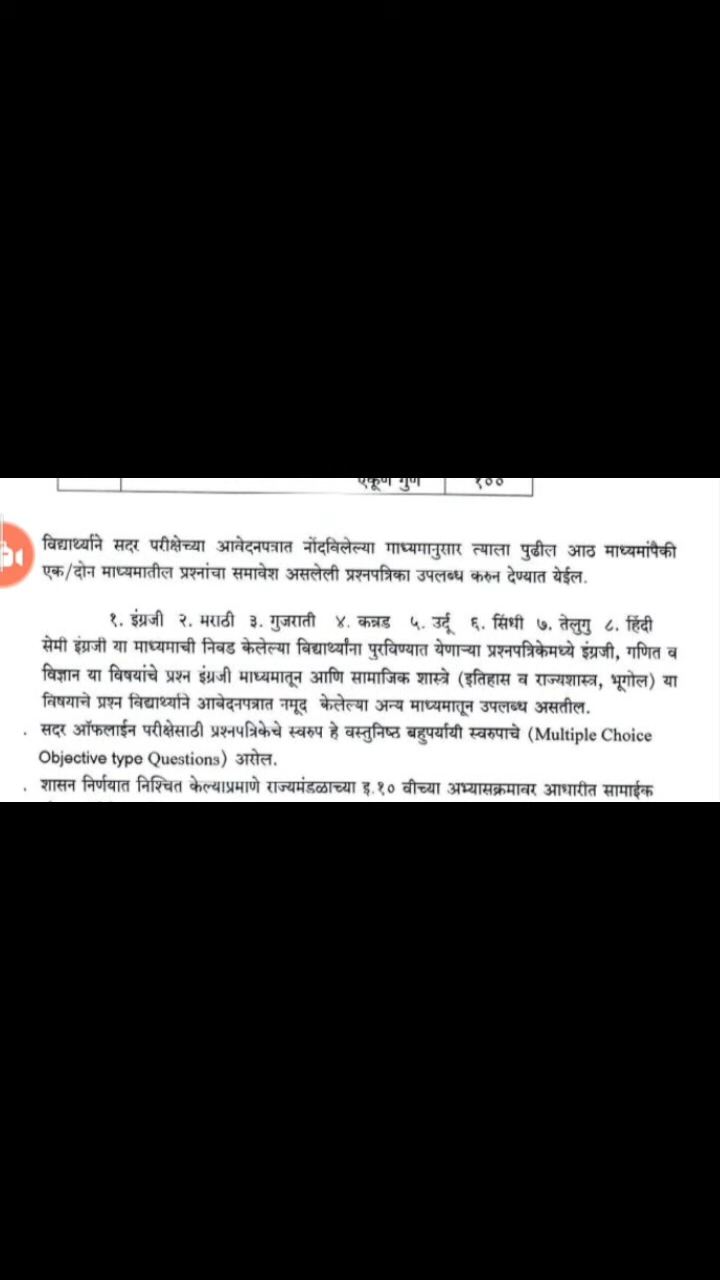 एकूण गुण १००
विद्यार्थ्याने सदर परीक्षेच्या आवेदनपत्रात नोंदविलेल्या माध्यमानुसार त्याला पुढील आठ माध्यमांपैकी
एक/दोन माध्यमातील प्रश्नांचा समावेश असलेली प्रश्नपत्रिका उपलब्ध करुन देण्यात येईल.
१. इंग्रजी २. मराठी ३. गुजराती ४. कन्नड ५. उर्दू ६. सिंधी ७. तेलुगु ८. हिंदी
सेमी इंग्रजी या माध्यमाची निवड केलेल्या विद्यार्थ्यांना पुरविण्यात येणाऱ्या प्रश्नपत्रिकेमध्ये इंग्रजी, गणित व
विज्ञान या विषयांचे प्रश्न इंग्रजी माध्यमातून आणि सामाजिक शास्त्रे (इतिहास व राज्यशास्त्र, भूगोल) या
विषयाचे प्रश्न विद्यार्थ्याने आवेदनपत्रात नमूद केलेल्या अन्य माध्यमातून उपलब्ध असतील.
. सदर ऑफलाईन परीक्षेसाठी प्रश्नपत्रिकेचे स्वरुप हे वस्तुनिष्ठ बहुपर्यायी स्वरुपाचे (Multiple Choice
Objective type Questions) असेल.
. शासन निर्णयात निश्चित केल्याप्रमाणे राज्यमंडळाच्या इ.१० वीच्या अभ्यासक्रमावर आधारीत सामाईक